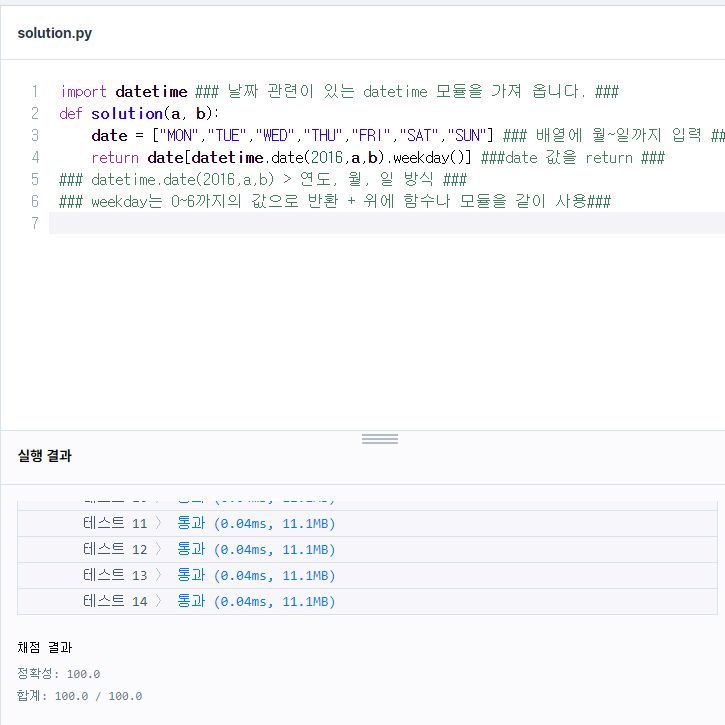 solution.py
1 import datetime ### 날짜 관련이 있는 datetime 모듈을 가져 옵니다. ###
2 def solution(a, b):
3 date = ["MON","TUE","WED","THU","FRI","SAT","SUN"] ### 배열에 월~일까지 입력 ##
4 return date[datetime.date(2016,a,b).weekday()] ###date 값을 return ###
5 ### datetime.date(2016,a,b) > 연도, 월, 일 방식 ###
6 ### weekday는 0~6까지의 값으로 반환 + 위에 함수나 모듈을 같이 사용###
7
실행 결과
테스트 11 〉 통과 (0.04ms, 11.1MB)
테스트 12 〉 통과 (0.04ms, 11.1MB)
테스트 13 〉 통과 (0.04ms, 11.1MB)
테스트 14 〉 통과 (0.04ms, 11.1MB)
채점 결과
정확성: 100.0
합계: 100.0 / 100.0